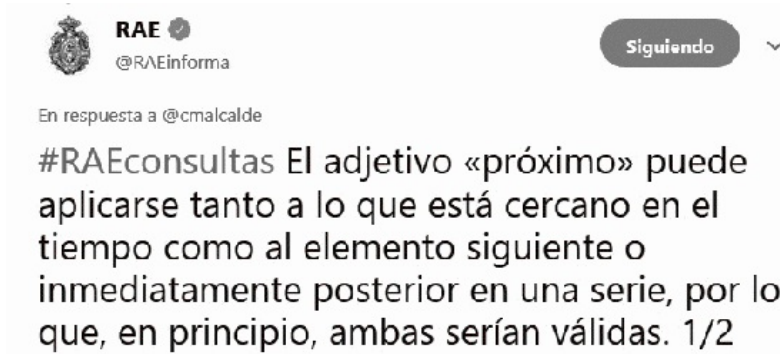 RAE
@RAEinforma
Siguiendo
En respuesta a @cmalcalde
#RAEconsultas El adjetivo «próximo» puede
aplicarse tanto a lo que está cercano en el
tiempo como al elemento siguiente o
inmediatamente posterior en una serie, por lo
que, en principio, ambas serían válidas. 1/2